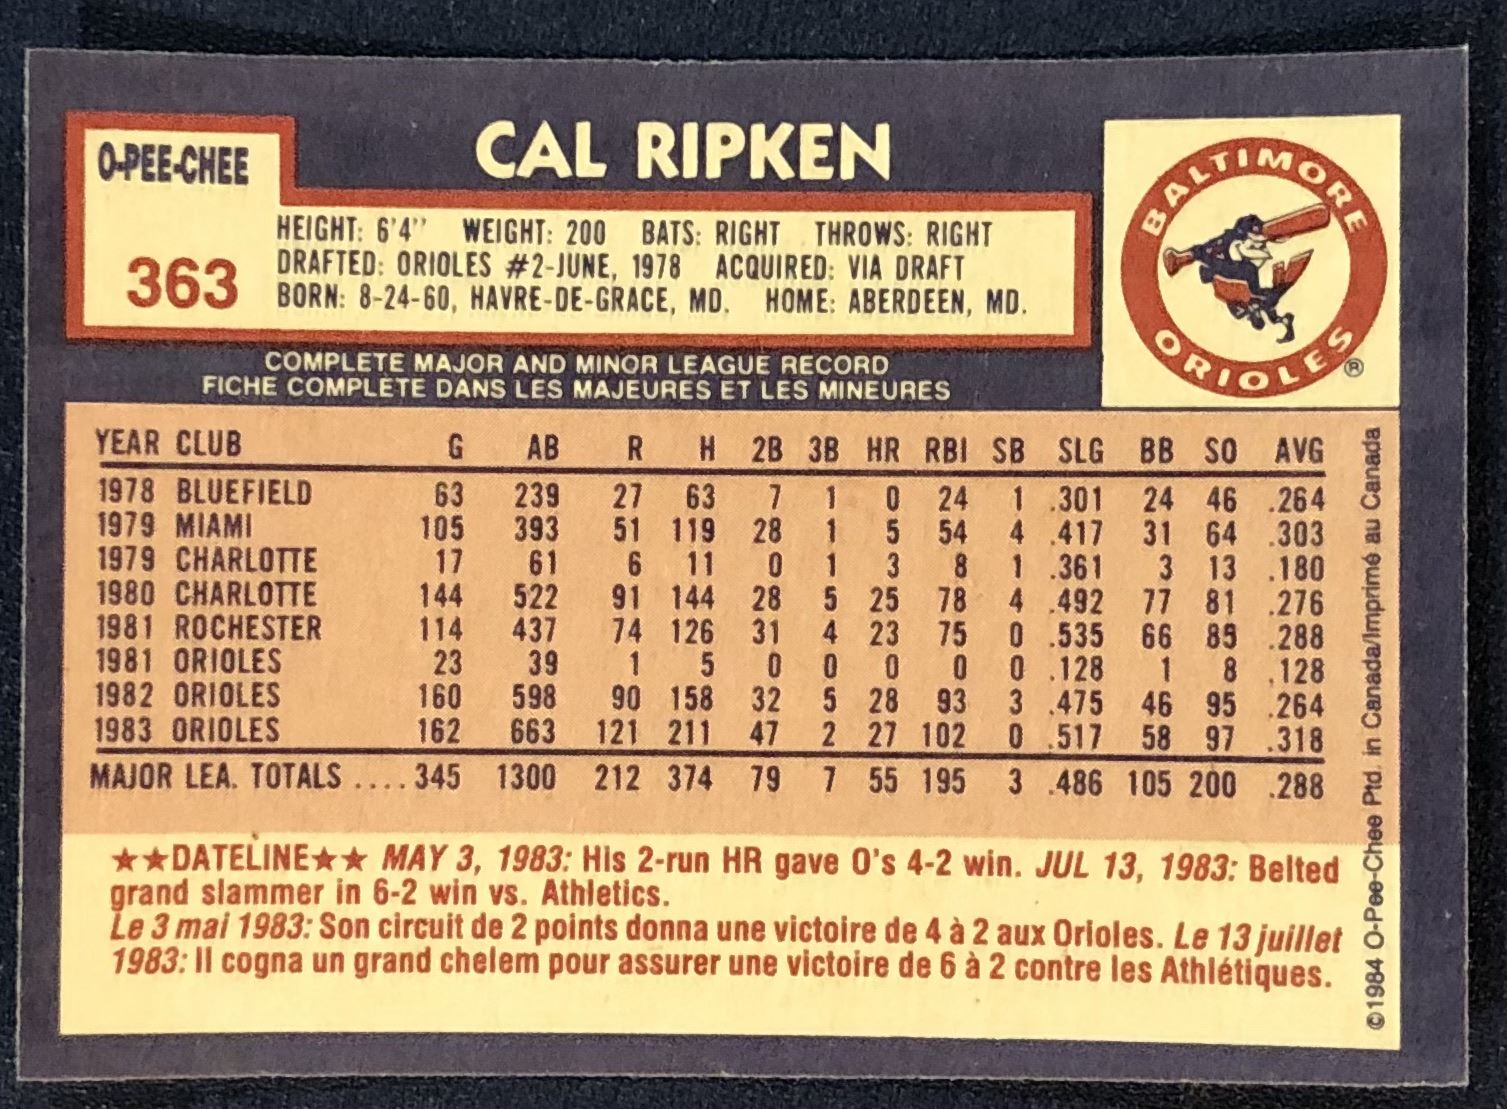 O-PEE-CHEE
363
CAL RIPKEN
HEIGHT: 6'4" WEIGHT: 200 BATS: RIGHT THROWS: RIGHT
DRAFTED: ORIOLES #2-JUNE, 1978 ACQUIRED: VIA DRAFT
BORN: 8-24-60, HAVRE-DE-GRACE, MD. HOME: ABERDEEN, MD.
BALTIMORE
ORIOLES
®
COMPLETE MAJOR AND MINOR LEAGUE RECORD
FICHE COMPLÈTE DANS LES MAJEURES ET LES MINEURES
YEAR CLUB G AB R H 2B 3B HR RBI SB SLG BB SO AVG
1978 BLUEFIELD 63 239 27 63 7 1 0 24 1 .301 24 46 .264
1979 MIAMI 105 393 51 119 28 1 5 54 4 .417 31 64 .303
1979 CHARLOTTE 17 61 6 11 0 1 3 8 1 .361 3 13 .180
1980 CHARLOTTE 144 522 91 144 28 5 25 78 4 .492 77 81 .276
1981 ROCHESTER 114 437 74 126 31 4 23 75 0 .535 66 85 .288
1981 ORIOLES 23 39 1 5 0 0 0 0 0 .128 1 8 .128
1982 ORIOLES 160 598 90 158 32 5 28 93 3 .475 46 95 .264
1983 ORIOLES 162 663 121 211 47 2 27 102 0 .517 58 97 .318
MAJOR LEA. TOTALS .... 345 1300 212 374 79 7 55 195 3 .486 105 200 .288
★★DATELINE★★ MAY 3, 1983: His 2-run HR gave O's 4-2 win. JUL 13, 1983: Belted
grand slammer in 6-2 win vs. Athletics.
Le 3 mai 1983: Son circuit de 2 points donna une victoire de 4 à 2 aux Orioles. Le 13 juillet
1983: Il cogna un grand chelem pour assurer une victoire de 6 à 2 contre les Athlétiques.
©1984 O-Pee-Chee Ptd. in Canada/Imprimé au Canada